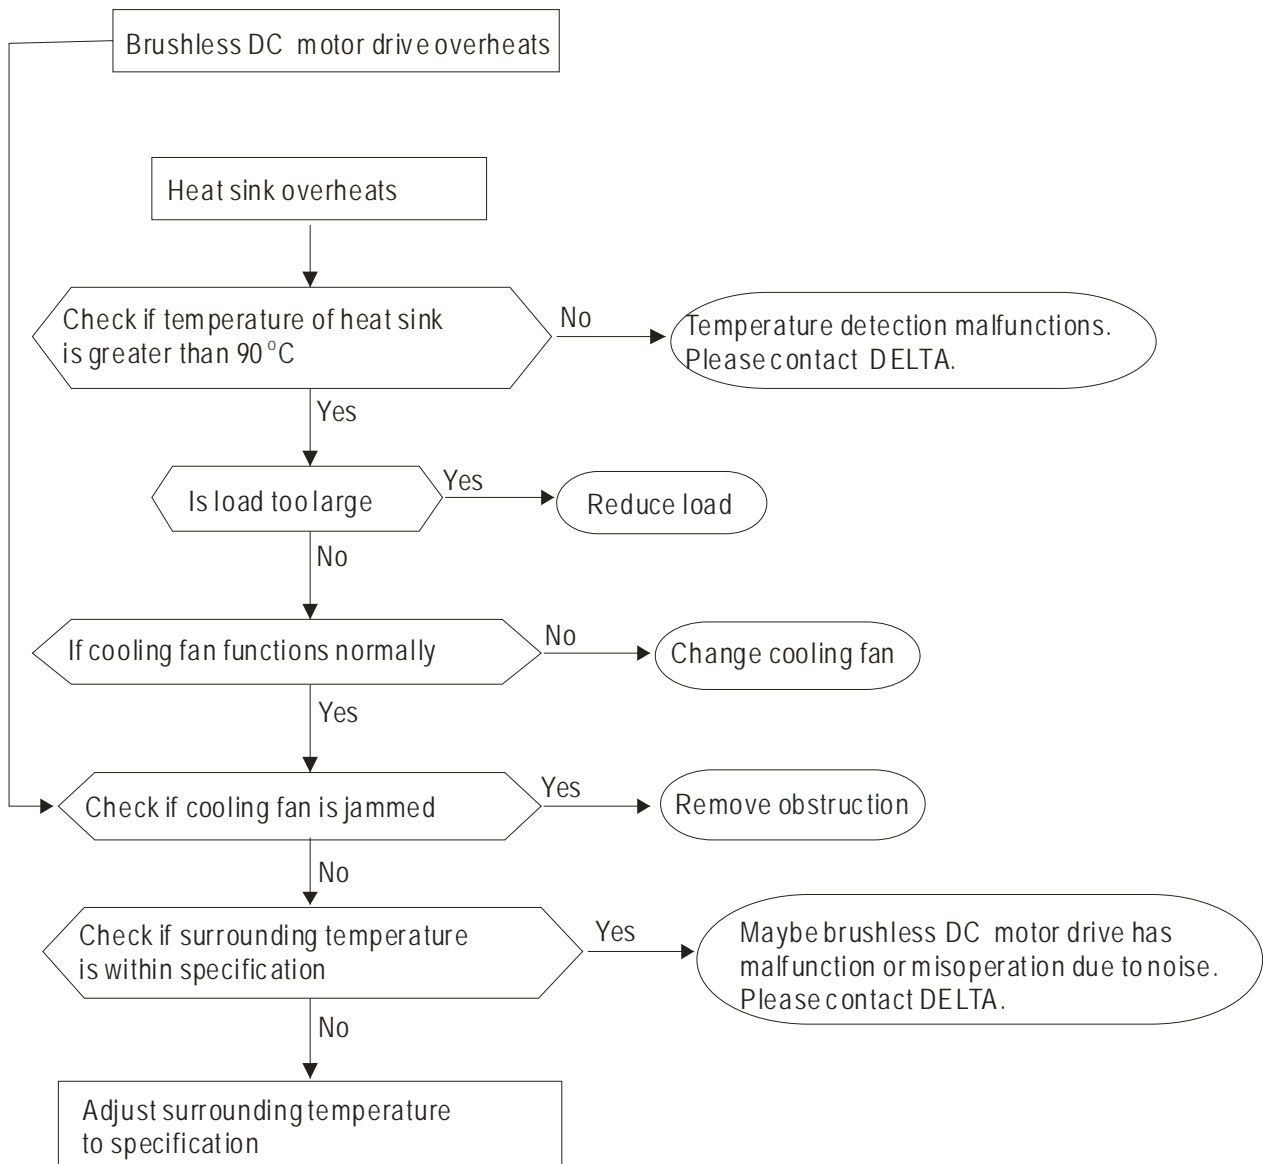 Brushless DC motor drive overheats
Heat sink overheats
Check if temperature of heat sink
is greater than 90°C
No
Temperature detection malfunctions.
Please contact DELTA.
Yes
Is load too large
Yes
Reduce load
No
If cooling fan functions normally
No
Change cooling fan
Yes
Check if cooling fan is jammed
Yes
Remove obstruction
No
Check if surrounding temperature
is within specification
Yes
Maybe brushless DC motor drive has
malfunction or misoperation due to noise.
Please contact DELTA.
No
Adjust surrounding temperature
to specification